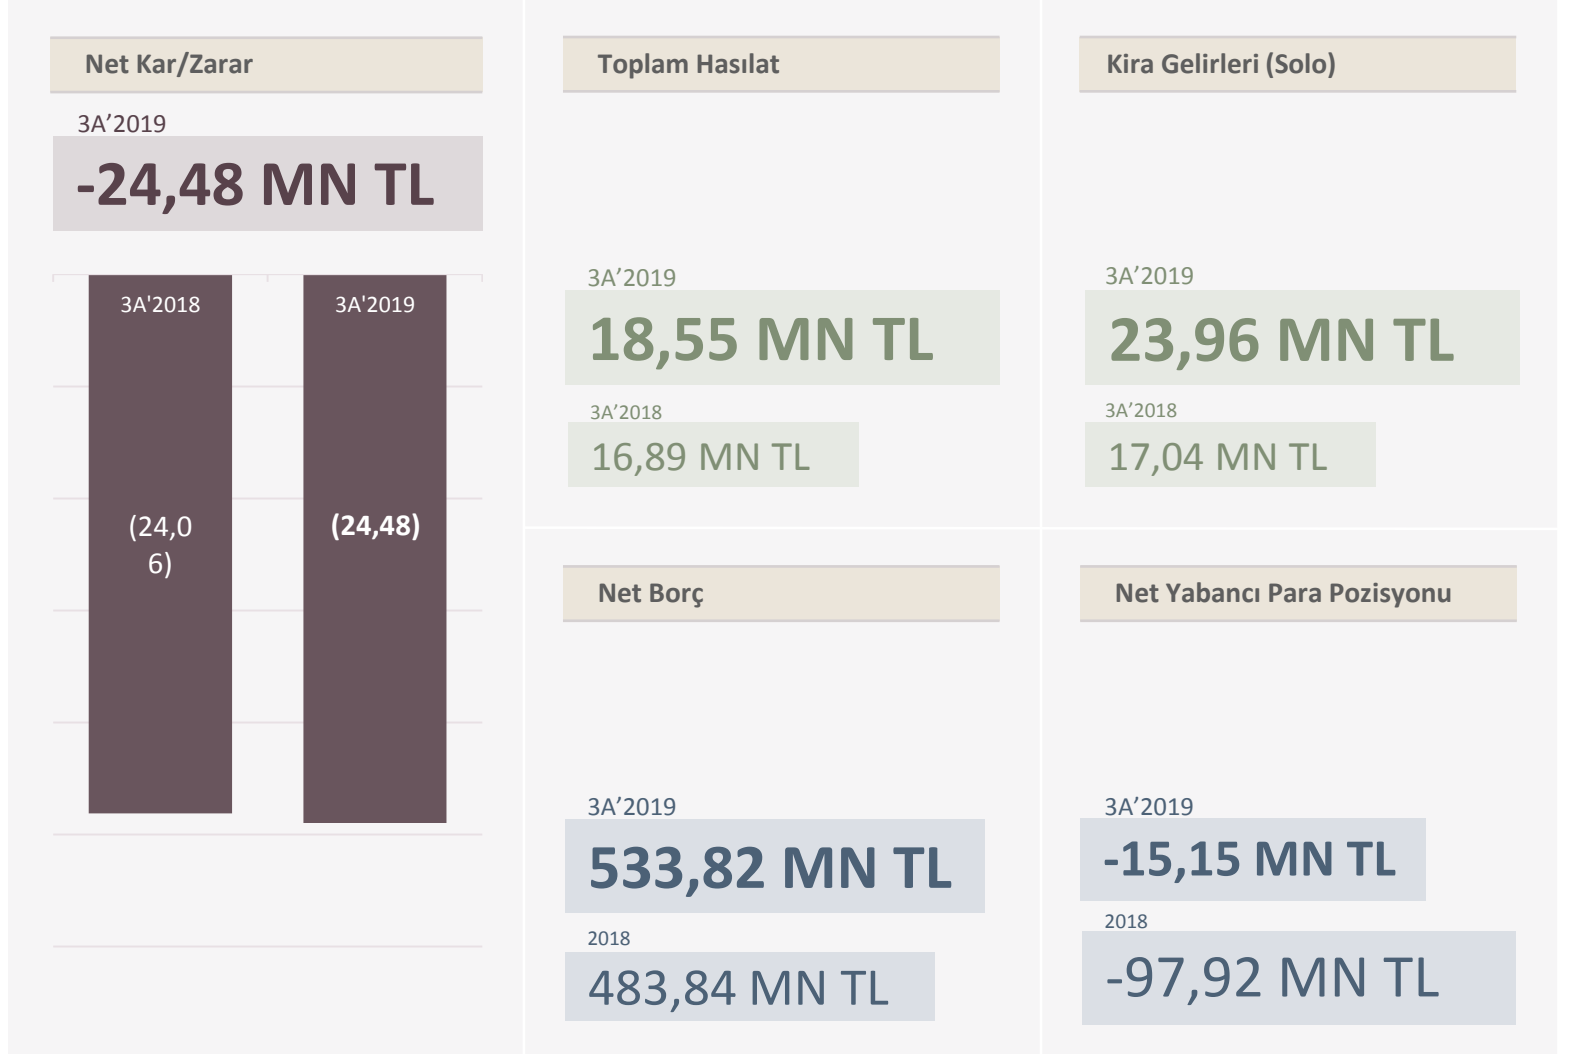 Net Kar/Zarar
3A’2019
-24,48 MN TL
3A'2018
3A'2019
(24,0
6)
(24,48)
Toplam Hasılat
3A’2019
18,55 MN TL
3A’2018
16,89 MN TL
Kira Gelirleri (Solo)
3A’2019
23,96 MN TL
3A’2018
17,04 MN TL
Net Borç
3A’2019
533,82 MN TL
2018
483,84 MN TL
Net Yabancı Para Pozisyonu
3A’2019
-15,15 MN TL
2018
-97,92 MN TL